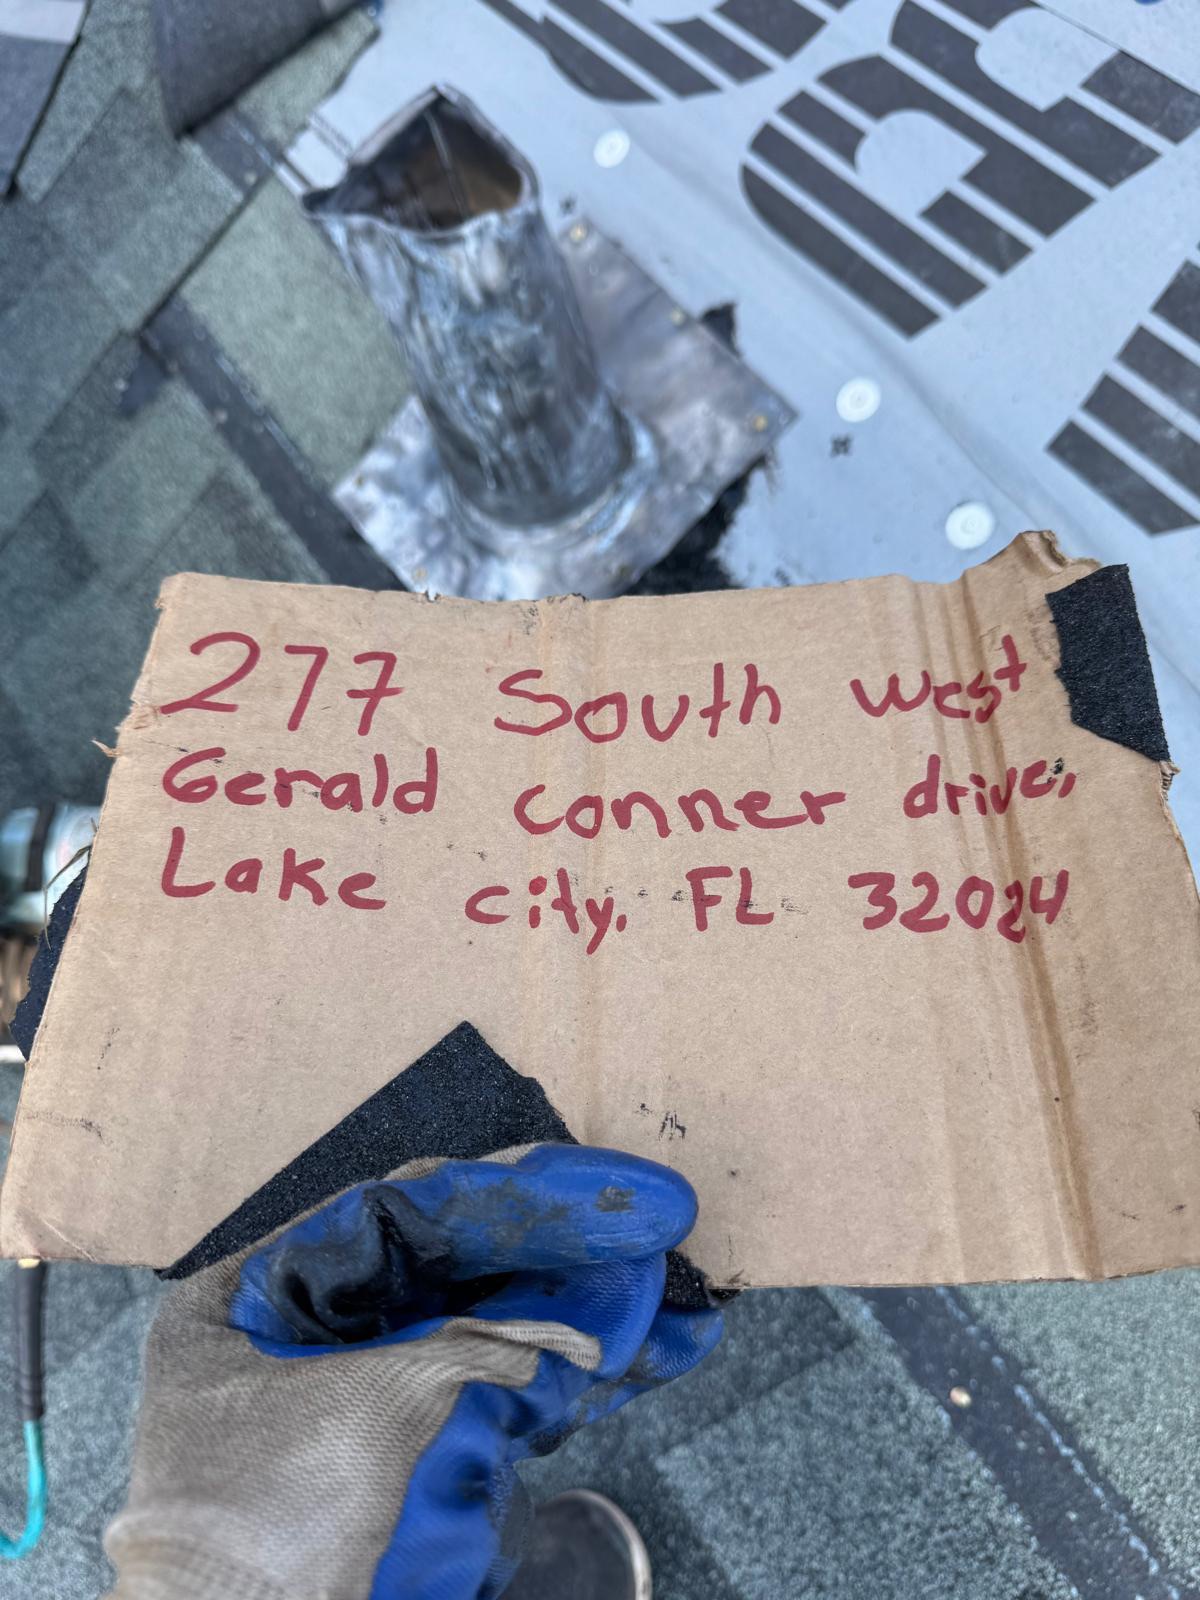 277 South west
Gerald conner drive,
Lake city, FL 32024